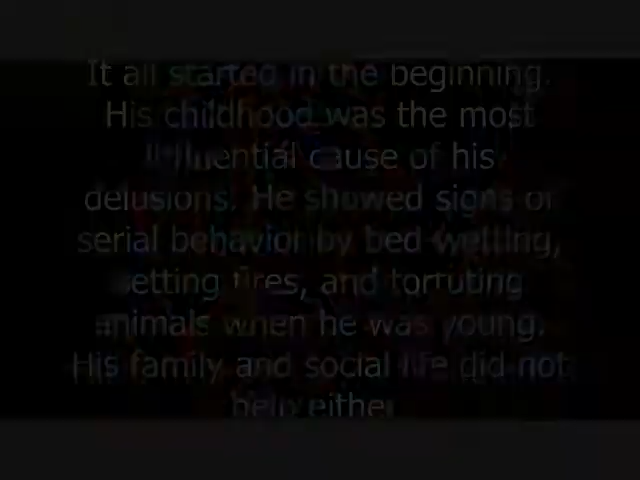 It all started in the beginning.
His childhood was the most
influential cause of his
delusions. He showed signs of
serial behavior by bed wetting,
setting fires, and torturing
animals when he was young.
His family and social life did not
help either